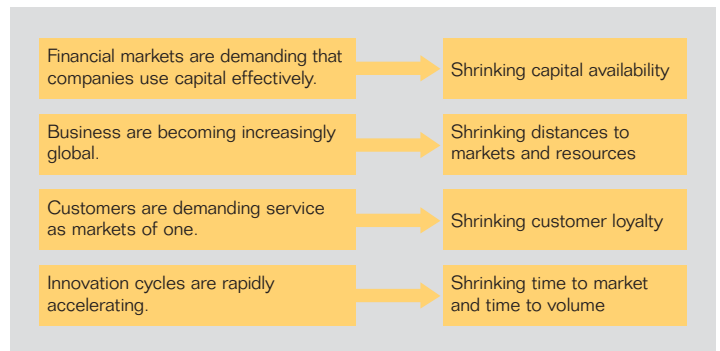 Financial markets are demanding that
companies use capital effectively.
Shrinking capital availability
Business are becoming increasingly
global.
Shrinking distances to
markets and resources
Customers are demanding service
as markets of one.
Shrinking customer loyalty
Innovation cycles are rapidly
accelerating.
Shrinking time to market
and time to volume